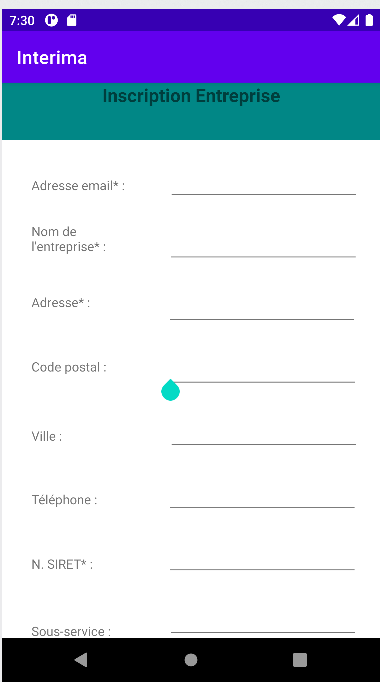 7:30
Interima
Inscription Entreprise
Adresse email* :
Nom de
l'entreprise* :
Adresse* :
Code postal :
Ville :
Téléphone :
N. SIRET* :
Sous-service :